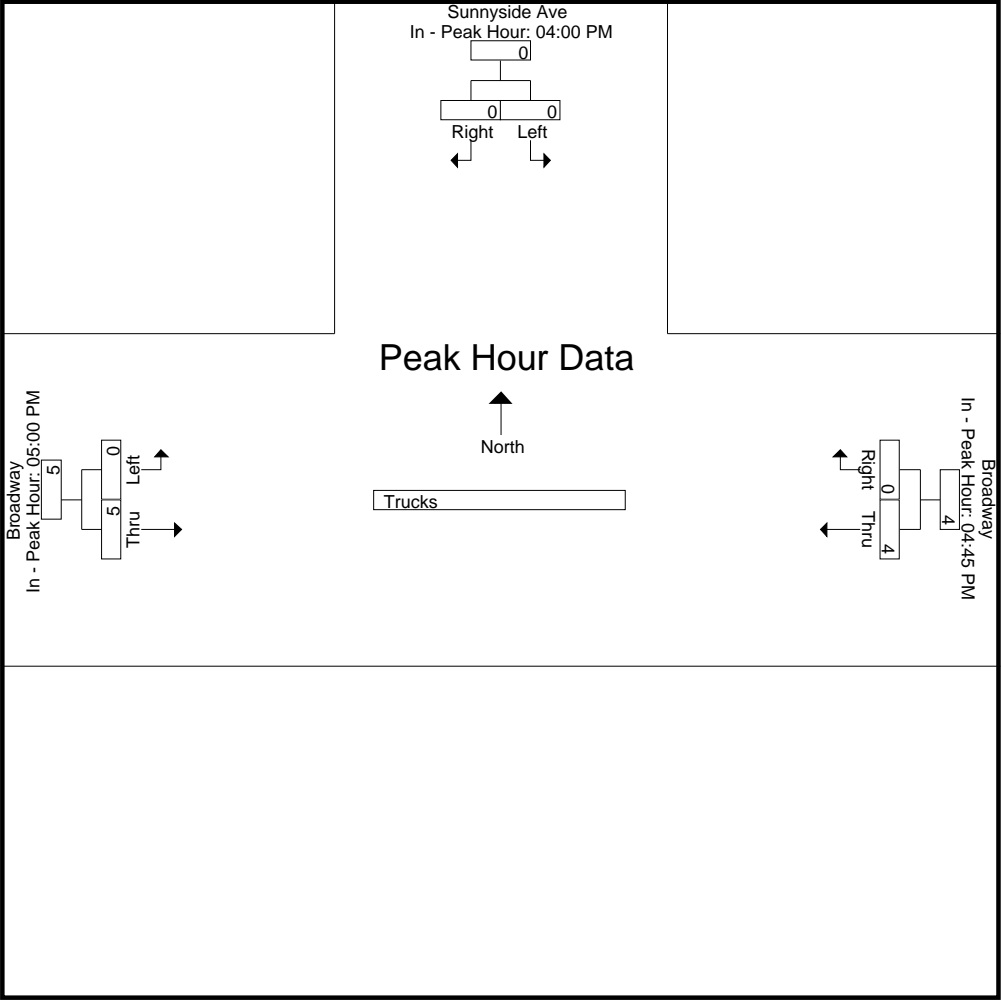 Sunnyside Ave
In - Peak Hour: 04:00 PM
0
0 0
Right Left
Peak Hour Data
North
Trucks
Broadway
In - Peak Hour: 05:00 PM
5
0
5
Left
Thru
Broadway
In - Peak Hour: 04:45 PM
4
0
4
Right
Thru